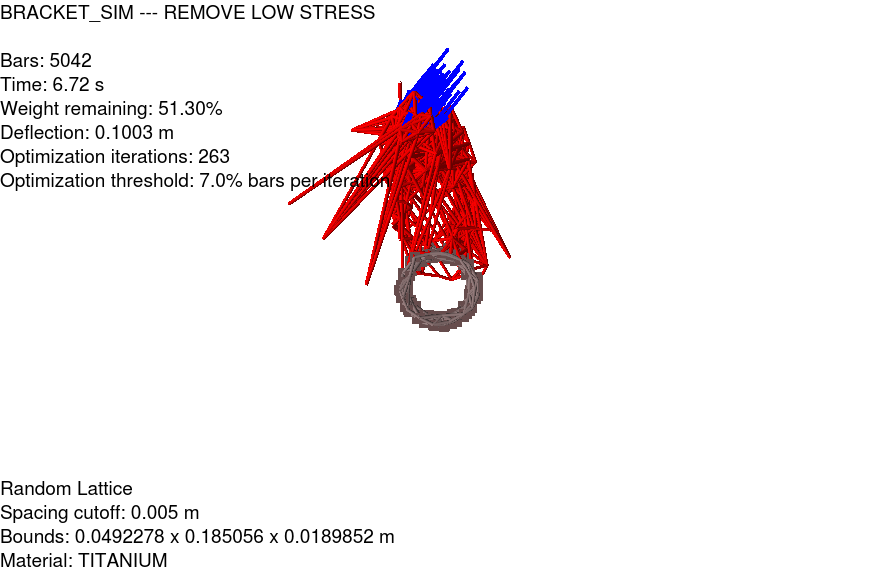 BRACKET_SIM --- REMOVE LOW STRESS
Bars: 5042
Time: 6.72 s
Weight remaining: 51.30%
Deflection: 0.1003 m
Optimization iterations: 263
Optimization threshold: 7.0% bars per iteration
Random Lattice
Spacing cutoff: 0.005 m
Bounds: 0.0492278 x 0.185056 x 0.0189852 m
Material: TITANIUM